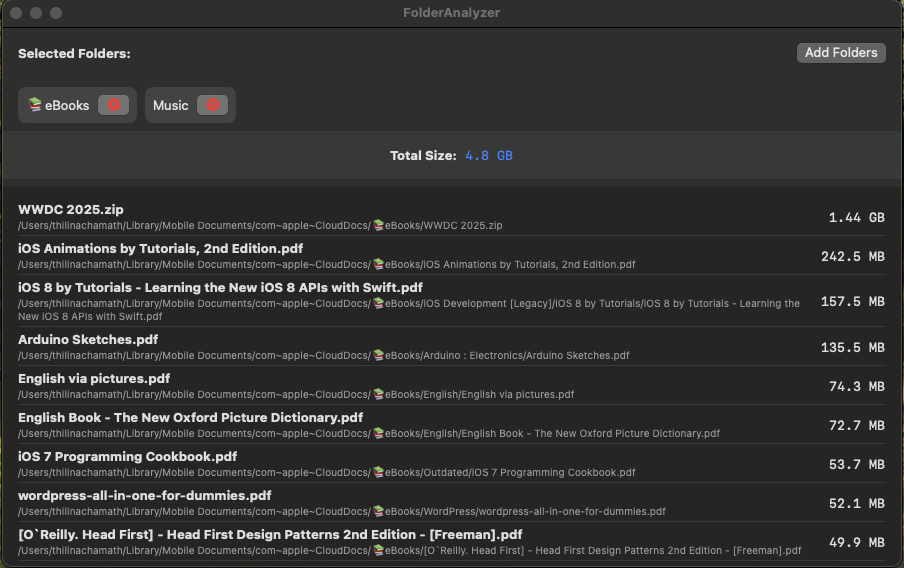 FolderAnalyzer
Selected Folders:
Add Folders
📚eBooks
Music
Total Size: 4.8 GB
WWDC 2025.zip
/Users/thilinachamath/Library/Mobile Documents/com~apple~CloudDocs/📚eBooks/WWDC 2025.zip
1.44 GB
iOS Animations by Tutorials, 2nd Edition.pdf
/Users/thilinachamath/Library/Mobile Documents/com~apple~CloudDocs/📚eBooks/iOS Animations by Tutorials, 2nd Edition.pdf
242.5 MB
iOS 8 by Tutorials - Learning the New iOS 8 APIs with Swift.pdf
/Users/thilinachamath/Library/Mobile Documents/com~apple~CloudDocs/📚eBooks/iOS Development [Legacy]/iOS 8 by Tutorials/iOS 8 by Tutorials - Learning the
New iOS 8 APIs with Swift.pdf
157.5 MB
Arduino Sketches.pdf
/Users/thilinachamath/Library/Mobile Documents/com~apple~CloudDocs/📚eBooks/Arduino : Electronics/Arduino Sketches.pdf
135.5 MB
English via pictures.pdf
/Users/thilinachamath/Library/Mobile Documents/com~apple~CloudDocs/📚eBooks/English/English via pictures.pdf
74.3 MB
English Book - The New Oxford Picture Dictionary.pdf
/Users/thilinachamath/Library/Mobile Documents/com~apple~CloudDocs/📚eBooks/English/English Book - The New Oxford Picture Dictionary.pdf
72.7 MB
iOS 7 Programming Cookbook.pdf
/Users/thilinachamath/Library/Mobile Documents/com~apple~CloudDocs/📚eBooks/Outdated/iOS 7 Programming Cookbook.pdf
53.7 MB
wordpress-all-in-one-for-dummies.pdf
/Users/thilinachamath/Library/Mobile Documents/com~apple~CloudDocs/📚eBooks/WordPress/wordpress-all-in-one-for-dummies.pdf
52.1 MB
[O`Reilly. Head First] - Head First Design Patterns 2nd Edition - [Freeman].pdf
/Users/thilinachamath/Library/Mobile Documents/com~apple~CloudDocs/📚eBooks/[O`Reilly. Head First] - Head First Design Patterns 2nd Edition - [Freeman].pdf
49.9 MB